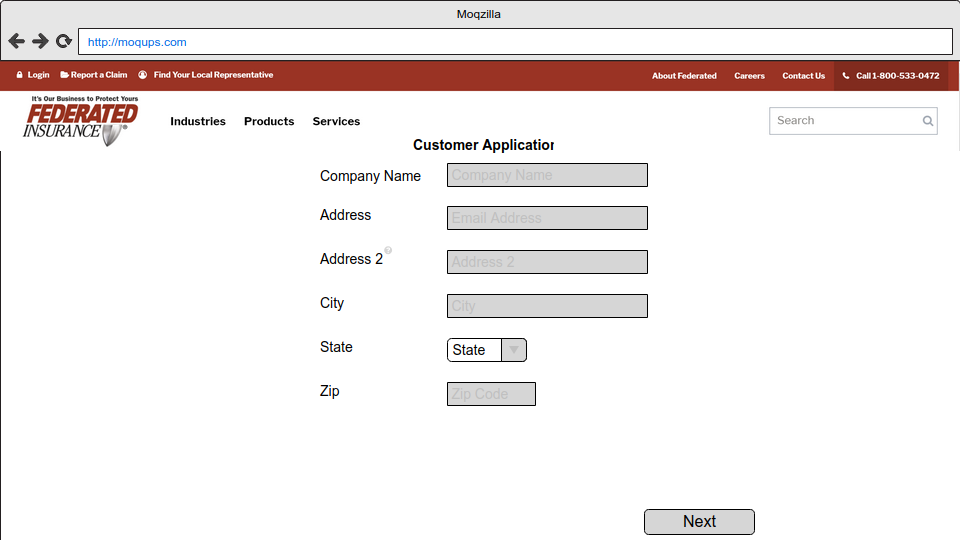 Moqzilla
http://moqups.com
Login Report a Claim Find Your Local Representative About Federated Careers Contact Us Call 1-800-533-0472
It's Our Business to Protect Yours
FEDERATED
INSURANCE®
Industries Products Services Search
Customer Application
Company Name Company Name
Address Email Address
Address 2 ? Address 2
City City
State State
Zip Zip Code
Next